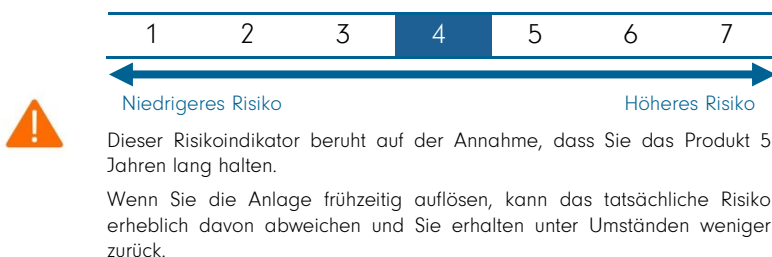 1 2 3 4 5 6 7
Niedrigeres Risiko Höheres Risiko
Dieser Risikoindikator beruht auf der Annahme, dass Sie das Produkt 5
Jahren lang halten.
Wenn Sie die Anlage frühzeitig auflösen, kann das tatsächliche Risiko
erheblich davon abweichen und Sie erhalten unter Umständen weniger
zurück.